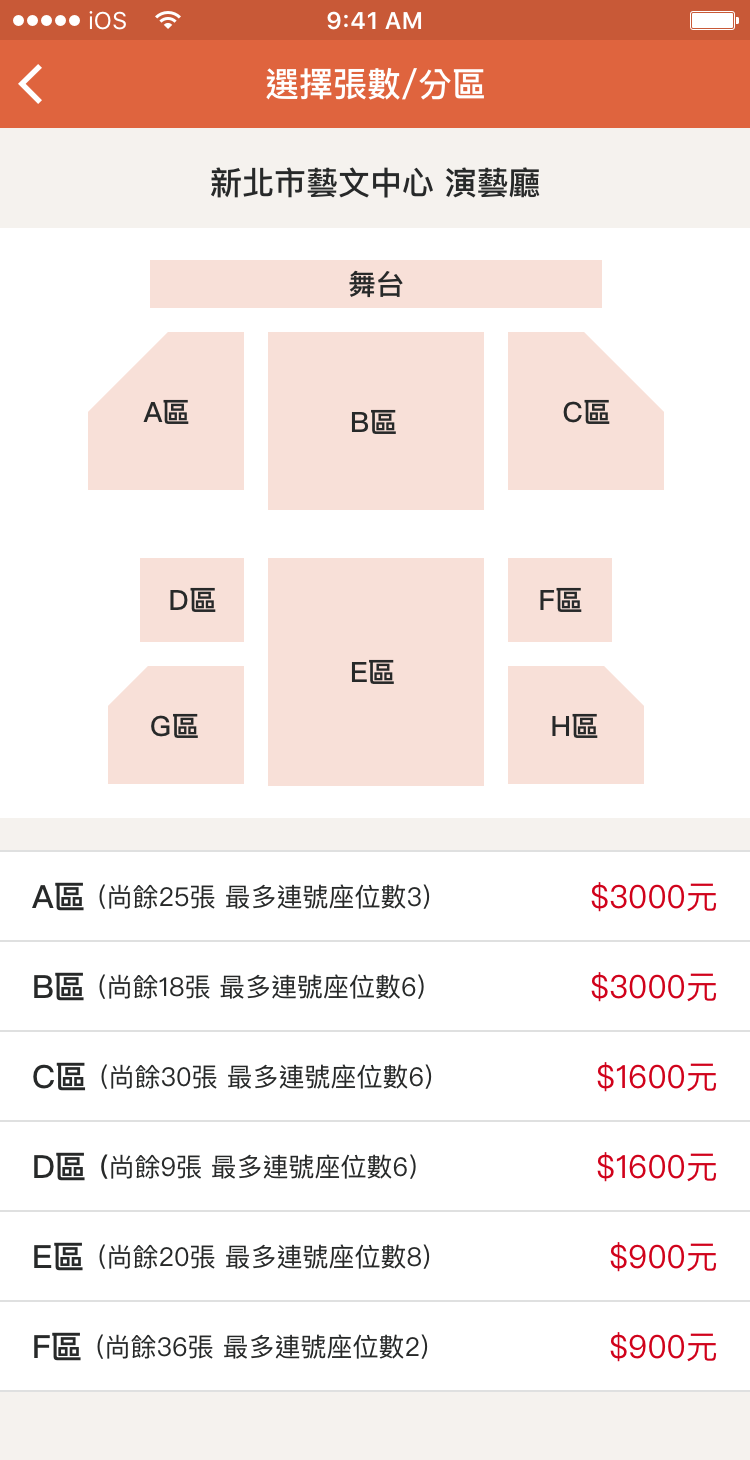 iOS 9:41 AM
選擇張數/分區
新北市藝文中心 演藝廳
舞台
A區 B區 C區
D區 E區 F區
G區 H區
A區 (尚餘25張 最多連號座位數3) $3000元
B區 (尚餘18張 最多連號座位數6) $3000元
C區 (尚餘30張 最多連號座位數6) $1600元
D區 (尚餘9張 最多連號座位數6) $1600元
E區 (尚餘20張 最多連號座位數8) $900元
F區 (尚餘36張 最多連號座位數2) $900元